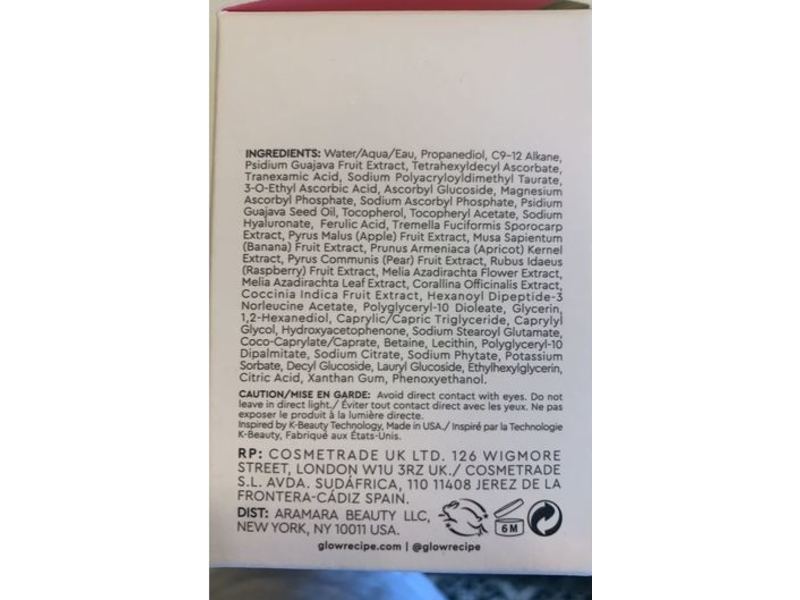 INGREDIENTS: Water/Aqua/Eau, Propanediol, C9-12 Alkane,
Psidium Guajava Fruit Extract, Tetrahexyldecyl Ascorbate,
Tranexamic Acid, Sodium Polyacryloyldimethyl Taurate,
3-O-Ethyl Ascorbic Acid, Ascorbyl Glucoside, Magnesium
Ascorbyl Phosphate, Sodium Ascorbyl Phosphate, Psidium
Guajava Seed Oil, Tocopherol, Tocopheryl Acetate, Sodium
Hyaluronate, Ferulic Acid, Tremella Fuciformis Sporocarp
Extract, Pyrus Malus (Apple) Fruit Extract, Musa Sapientum
(Banana) Fruit Extract, Prunus Armeniaca (Apricot) Kernel
Extract, Pyrus Communis (Pear) Fruit Extract, Rubus Idaeus
(Raspberry) Fruit Extract, Melia Azadirachta Flower Extract,
Melia Azadirachta Leaf Extract, Corallina Officinalis Extract,
Coccinia Indica Fruit Extract, Hexanoyl Dipeptide-3
Norleucine Acetate, Polyglyceryl-10 Dioleate, Glycerin,
1,2-Hexanediol, Caprylic/Capric Triglyceride, Caprylyl
Glycol, Hydroxyacetophenone, Sodium Stearoyl Glutamate,
Coco-Caprylate/Caprate, Betaine, Lecithin, Polyglyceryl-10
Dipalmitate, Sodium Citrate, Sodium Phytate, Potassium
Sorbate, Decyl Glucoside, Lauryl Glucoside, Ethylhexylglycerin,
Citric Acid, Xanthan Gum, Phenoxyethanol.
CAUTION/MISE EN GARDE: Avoid direct contact with eyes. Do not
leave in direct light./ Éviter tout contact direct avec les yeux. Ne pas
exposer le produit à la lumière directe.
Inspired by K-Beauty Technology, Made in USA./ Inspiré par la Technologie
K-Beauty, Fabriqué aux États-Unis.
RP: COSMETRADE UK LTD. 126 WIGMORE
STREET, LONDON W1U 3RZ UK./ COSMETRADE
S.L. AVDA. SUDÁFRICA, 110 11408 JEREZ DE LA
FRONTERA-CÁDIZ SPAIN.
DIST: ARAMARA BEAUTY LLC,
NEW YORK, NY 10011 USA.
6M
glowrecipe.com | @glowrecipe